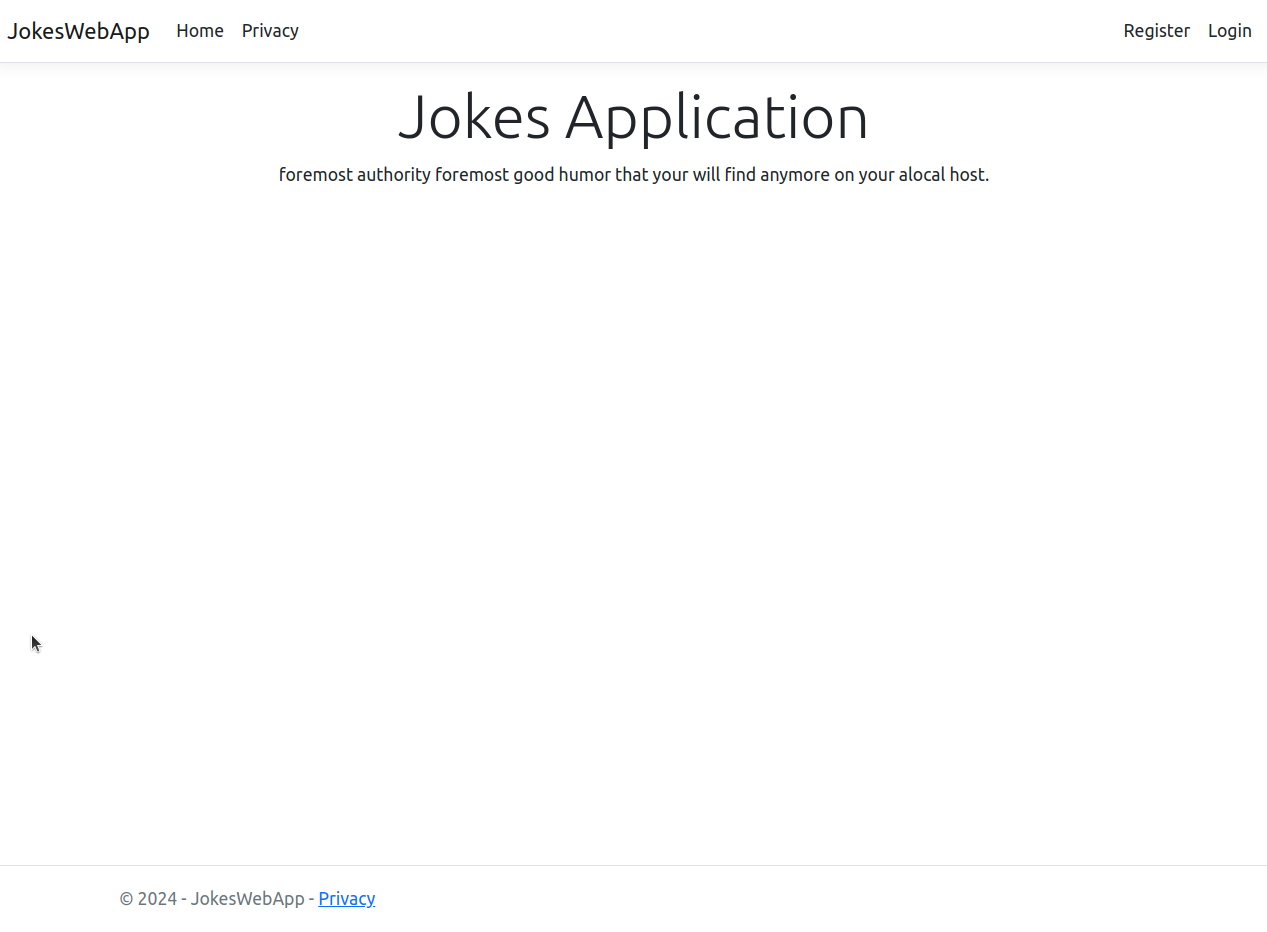 JokesWebApp Home Privacy Register Login
Jokes Application
foremost authority foremost good humor that your will find anymore on your alocal host.
© 2024 - JokesWebApp - Privacy